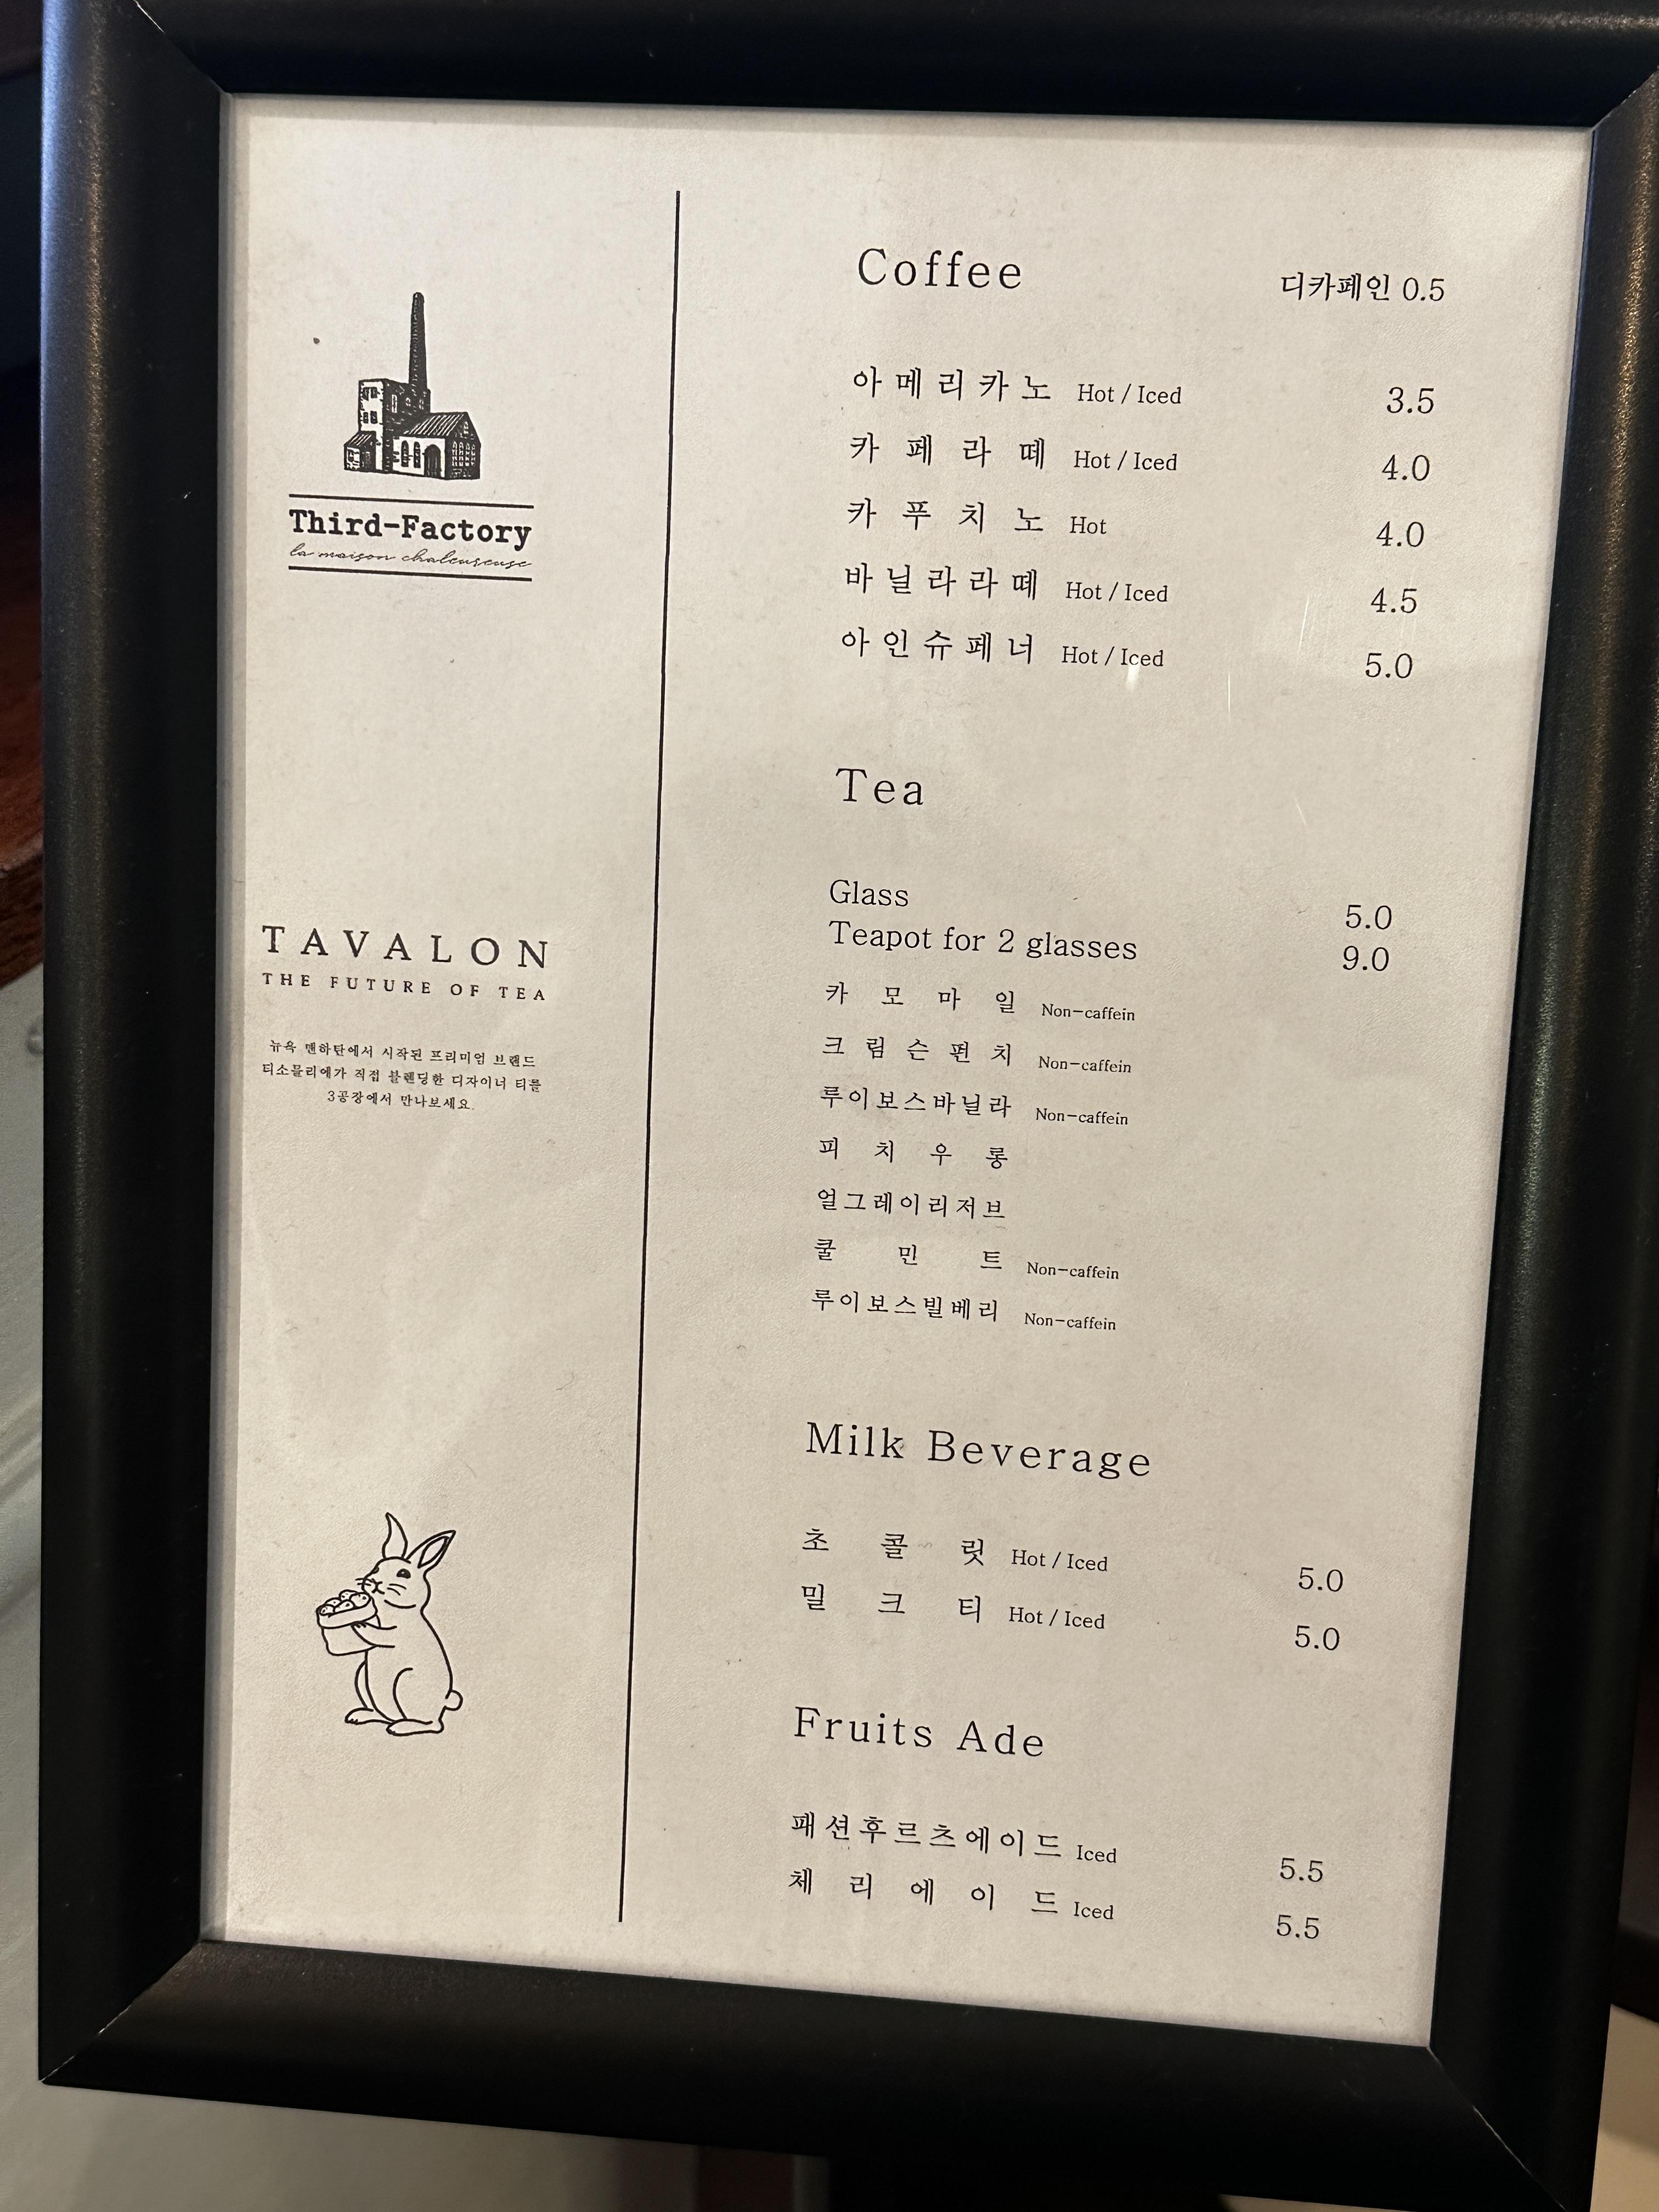 Third-Factory
la maison chaleureuse
TAVALON
THE FUTURE OF TEA
뉴욕 맨하탄에서 시작된 프리미엄 브랜드
티소믈리에가 직접 블렌딩한 디자이너 티를
3공장에서 만나보세요.
Coffee 디카페인 0.5
아메리카노 Hot / Iced 3.5
카페라떼 Hot / Iced 4.0
카푸치노 Hot 4.0
바닐라라떼 Hot / Iced 4.5
아인슈페너 Hot / Iced 5.0
Tea
Glass 5.0
Teapot for 2 glasses 9.0
카모마일 Non-caffein
크림슨펀치 Non-caffein
루이보스바닐라 Non-caffein
피치우롱
얼그레이리저브
쿨민트 Non-caffein
루이보스빌베리 Non-caffein
Milk Beverage
초콜릿 Hot / Iced 5.0
밀크티 Hot / Iced 5.0
Fruits Ade
패션후르츠에이드 Iced 5.5
체리에이드 Iced 5.5